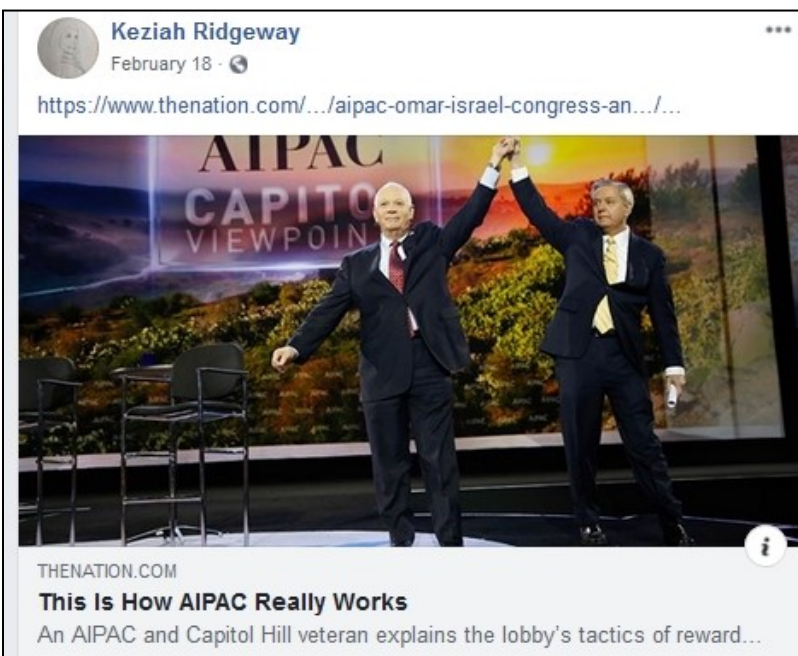 Keziah Ridgeway
February 18
https://www.thenation.com/.../aipac-omar-israel-congress-an.../...
AIPAC
CAPITO
VIEWPOIN
THENATION.COM
This Is How AIPAC Really Works
An AIPAC and Capitol Hill veteran explains the lobby's tactics of reward...